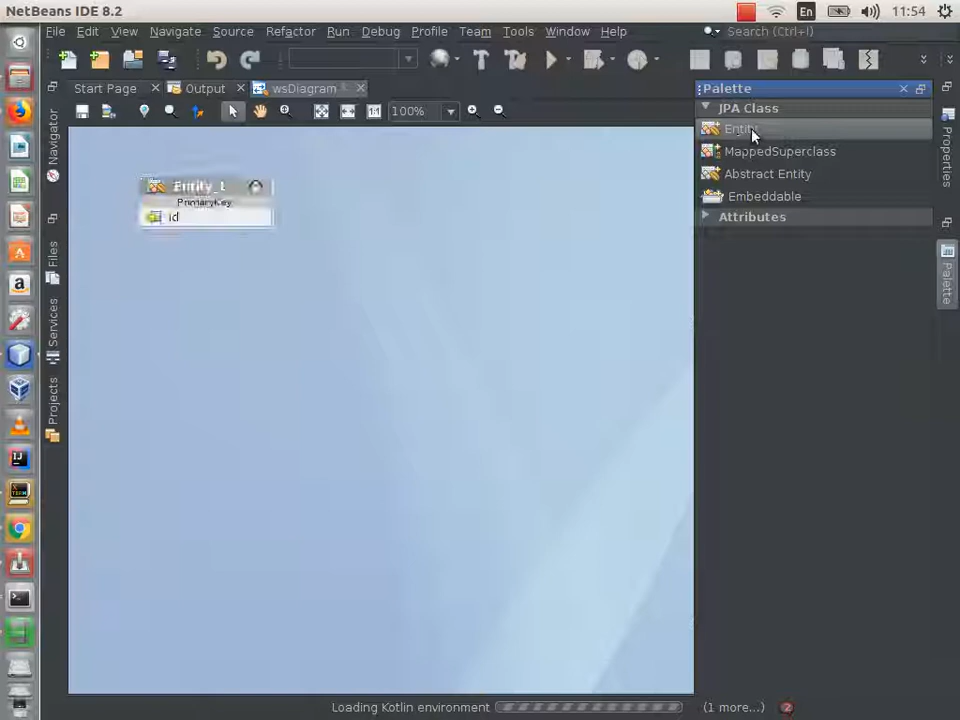 NetBeans IDE 8.2
En
11:54
File Edit View Navigate Source Refactor Run Debug Profile Team Tools Window Help
Search (Ctrl+I)
Start Page
Output
wsDiagram
100%
Navigator
Files
Services
Projects
Entity_1
PrimaryKey
id
Palette
JPA Class
Entity
MappedSuperclass
Abstract Entity
Embeddable
Attributes
Properties
Palette
Loading Kotlin environment
(1 more...)
2